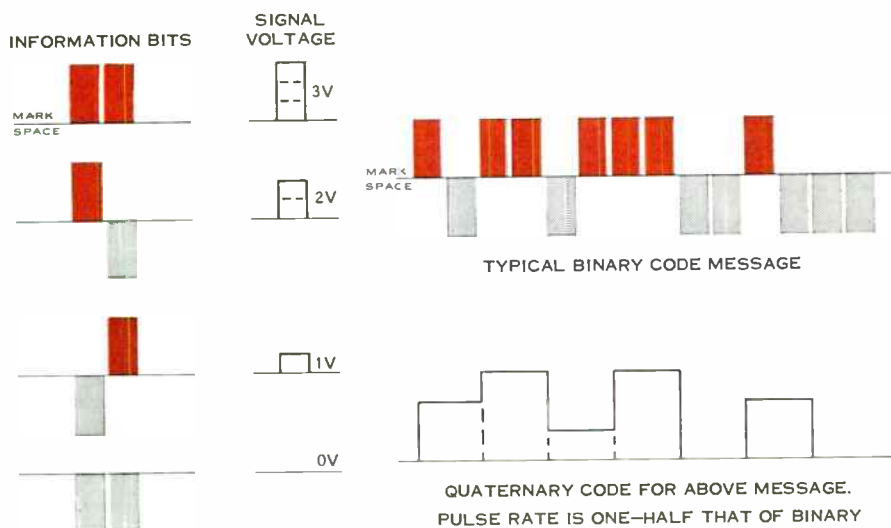 INFORMATION BITS
SIGNAL
VOLTAGE
MARK
SPACE
3V
2V
1V
0V
MARK
SPACE
TYPICAL BINARY CODE MESSAGE
QUATERNARY CODE FOR ABOVE MESSAGE.
PULSE RATE IS ONE-HALF THAT OF BINARY